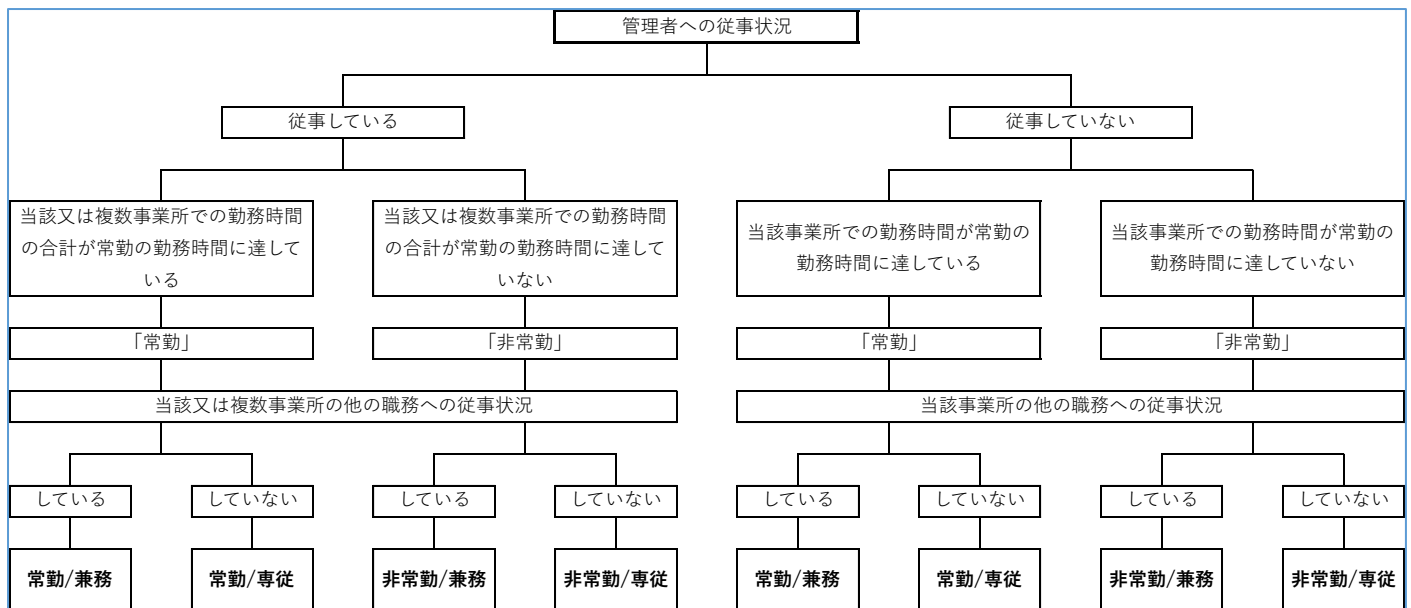 管理者への従事状況
従事している
従事していない
当該又は複数事業所での勤務時間
の合計が常勤の勤務時間に達して
いる
当該又は複数事業所での勤務時間
の合計が常勤の勤務時間に達して
いない
当該事業所での勤務時間が常勤の
勤務時間に達している
当該事業所での勤務時間が常勤の
勤務時間に達していない
「常勤」
「非常勤」
「常勤」
「非常勤」
当該又は複数事業所の他の職務への従事状況
当該事業所の他の職務への従事状況
している
していない
している
していない
している
していない
している
していない
常勤/兼務
常勤/専従
非常勤/兼務
非常勤/専従
常勤/兼務
常勤/専従
非常勤/兼務
非常勤/専従